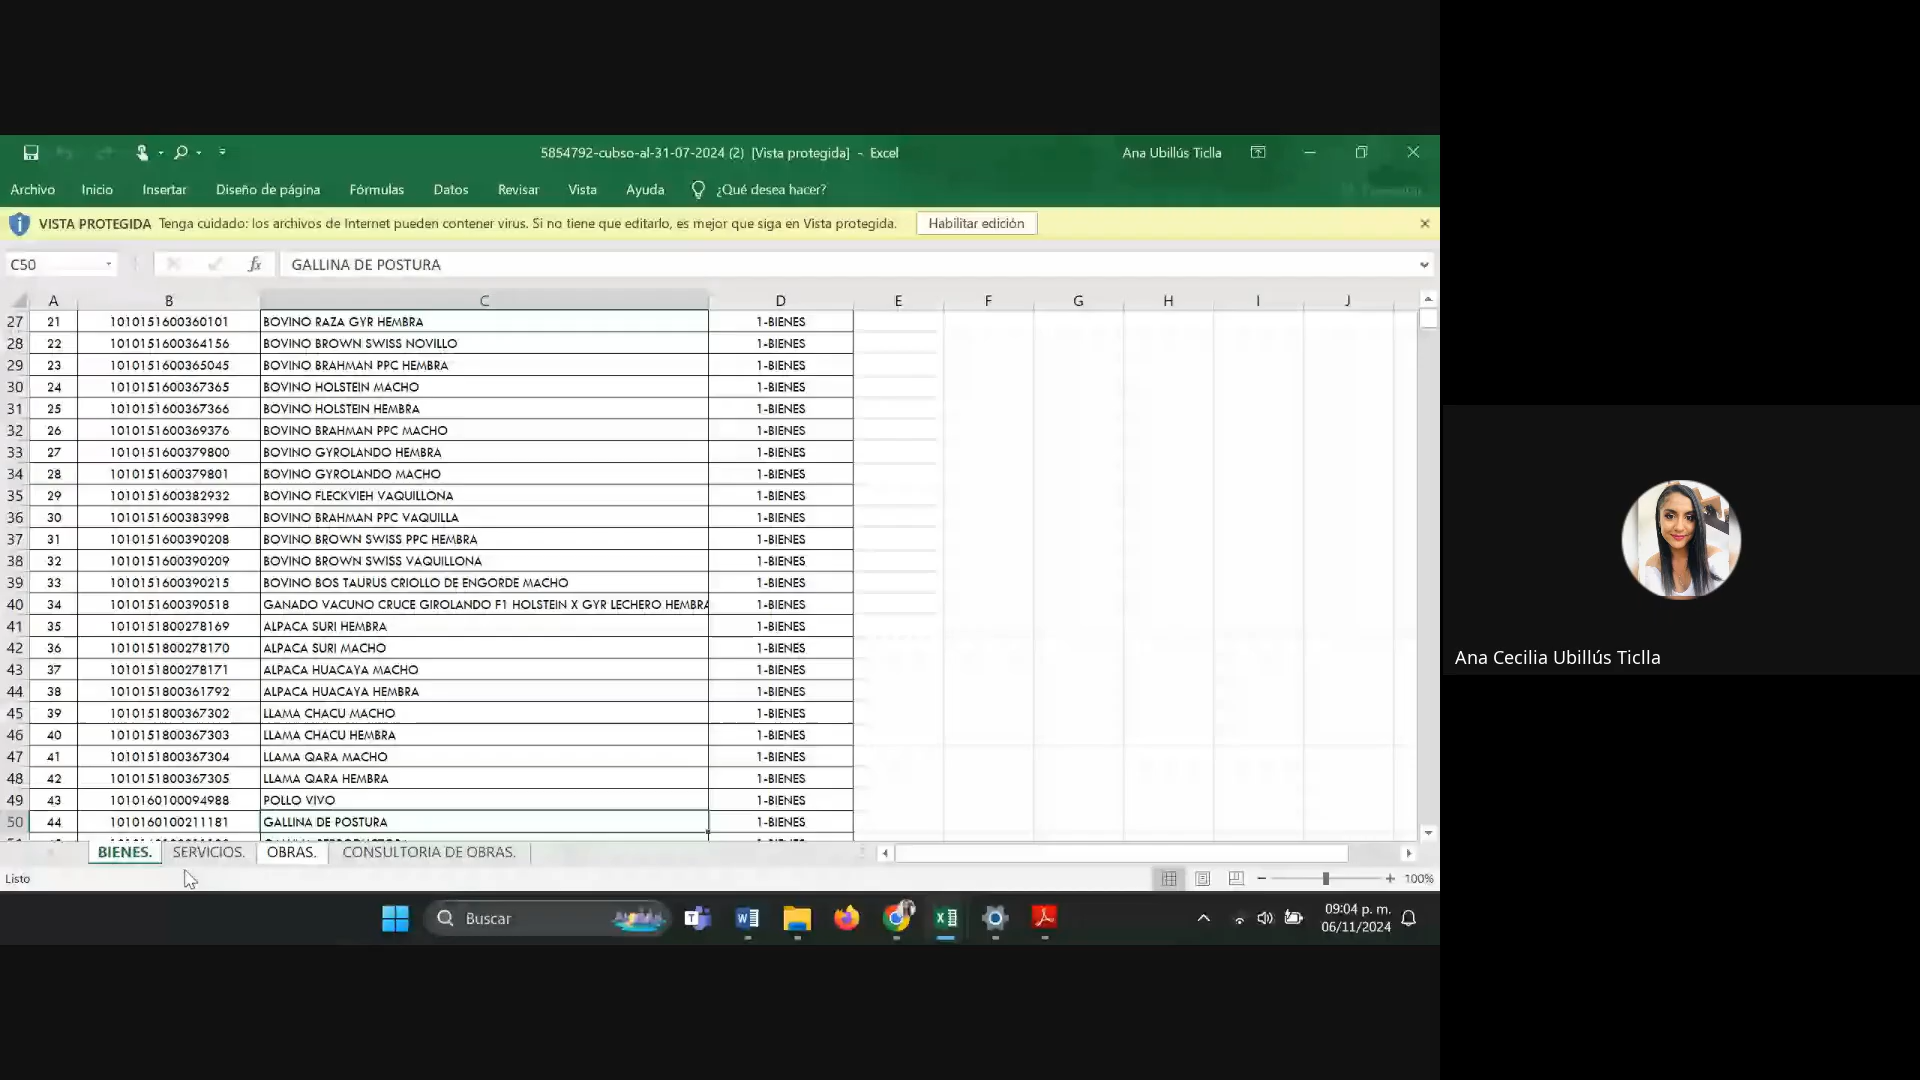 5854792-cubso-al-31-07-2024 (2) [Vista protegida] - Excel
Ana Ubillús Ticlla
Archivo Inicio Insertar Diseño de página Fórmulas Datos Revisar Vista Ayuda ¿Qué desea hacer?
VISTA PROTEGIDA Tenga cuidado: los archivos de Internet pueden contener virus. Si no tiene que editarlo, es mejor que siga en Vista protegida. Habilitar edición
C50 fx GALLINA DE POSTURA
A B C D E F G H I J
27 21 1010151600360101 BOVINO RAZA GYR HEMBRA 1-BIENES
28 22 1010151600364156 BOVINO BROWN SWISS NOVILLO 1-BIENES
29 23 1010151600365045 BOVINO BRAHMAN PPC HEMBRA 1-BIENES
30 24 1010151600367365 BOVINO HOLSTEIN MACHO 1-BIENES
31 25 1010151600367366 BOVINO HOLSTEIN HEMBRA 1-BIENES
32 26 1010151600369376 BOVINO BRAHMAN PPC MACHO 1-BIENES
33 27 1010151600379800 BOVINO GYROLANDO HEMBRA 1-BIENES
34 28 1010151600379801 BOVINO GYROLANDO MACHO 1-BIENES
35 29 1010151600382932 BOVINO FLECKVIEH VAQUILLONA 1-BIENES
36 30 1010151600383998 BOVINO BRAHMAN PPC VAQUILLA 1-BIENES
37 31 1010151600390208 BOVINO BROWN SWISS PPC HEMBRA 1-BIENES
38 32 1010151600390209 BOVINO BROWN SWISS VAQUILLONA 1-BIENES
39 33 1010151600390215 BOVINO BOS TAURUS CRIOLLO DE ENGORDE MACHO 1-BIENES
40 34 1010151600390518 GANADO VACUNO CRUCE GIROLANDO F1 HOLSTEIN X GYR LECHERO HEMBRA 1-BIENES
41 35 1010151800278169 ALPACA SURI HEMBRA 1-BIENES
42 36 1010151800278170 ALPACA SURI MACHO 1-BIENES
43 37 1010151800278171 ALPACA HUACAYA MACHO 1-BIENES
44 38 1010151800361792 ALPACA HUACAYA HEMBRA 1-BIENES
45 39 1010151800367302 LLAMA CHACU MACHO 1-BIENES
46 40 1010151800367303 LLAMA CHACU HEMBRA 1-BIENES
47 41 1010151800367304 LLAMA QARA MACHO 1-BIENES
48 42 1010151800367305 LLAMA QARA HEMBRA 1-BIENES
49 43 1010160100094988 POLLO VIVO 1-BIENES
50 44 1010160100211181 GALLINA DE POSTURA 1-BIENES
BIENES. SERVICIOS. OBRAS. CONSULTORIA DE OBRAS.
Listo 100%
Buscar
09:04 p. m.
06/11/2024
Ana Cecilia Ubillús Ticlla